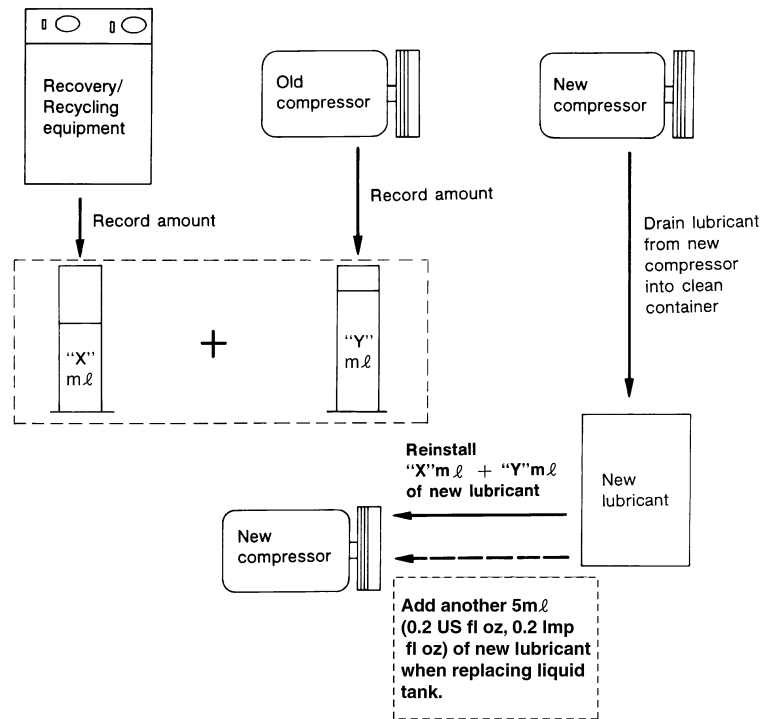 Recovery/
Recycling
equipment
Old
compressor
New
compressor
Record amount
Record amount
Drain lubricant
from new
compressor
into clean
container
“X”
mℓ
+
“Y”
mℓ
Reinstall
“X”mℓ + “Y”mℓ
of new lubricant
New
lubricant
New
compressor
Add another 5mℓ
(0.2 US fl oz, 0.2 Imp
fl oz) of new lubricant
when replacing liquid
tank.